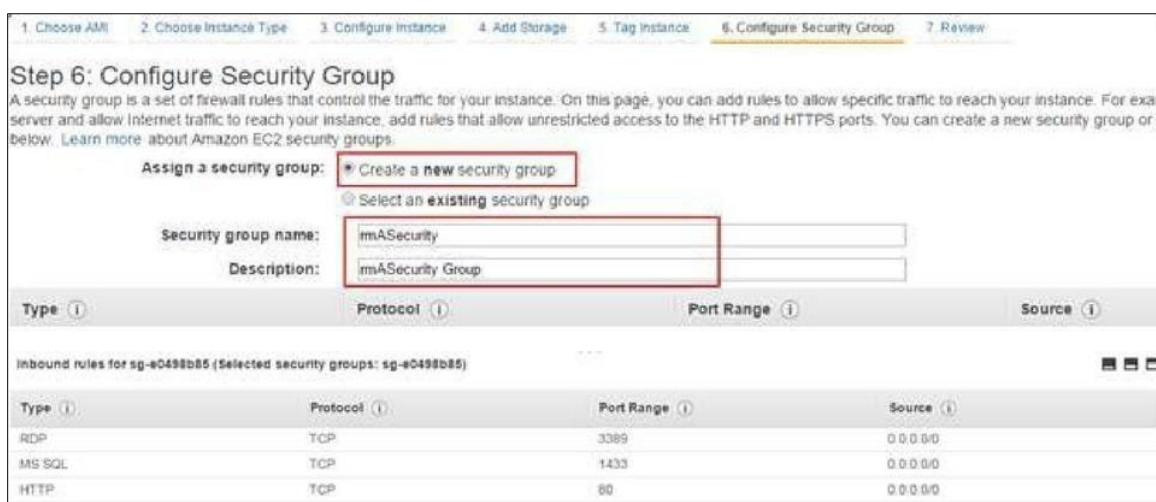 1. Choose AMI 2. Choose Instance Type 3. Configure Instance 4. Add Storage 5. Tag Instance 6. Configure Security Group 7. Review
Step 6: Configure Security Group
A security group is a set of firewall rules that control the traffic for your instance. On this page, you can add rules to allow specific traffic to reach your instance. For exa
server and allow Internet traffic to reach your instance, add rules that allow unrestricted access to the HTTP and HTTPS ports. You can create a new security group or
below. Learn more about Amazon EC2 security groups.
Assign a security group: Create a new security group
Select an existing security group
Security group name: rmASecurity
Description: rmASecurity Group
Type Protocol Port Range Source
Inbound rules for sg-e0498b85 (Selected security groups: sg-e0498b85)
Type Protocol Port Range Source
RDP TCP 3389 0.0.0.0/0
MS SQL TCP 1433 0.0.0.0/0
HTTP TCP 80 0.0.0.0/0